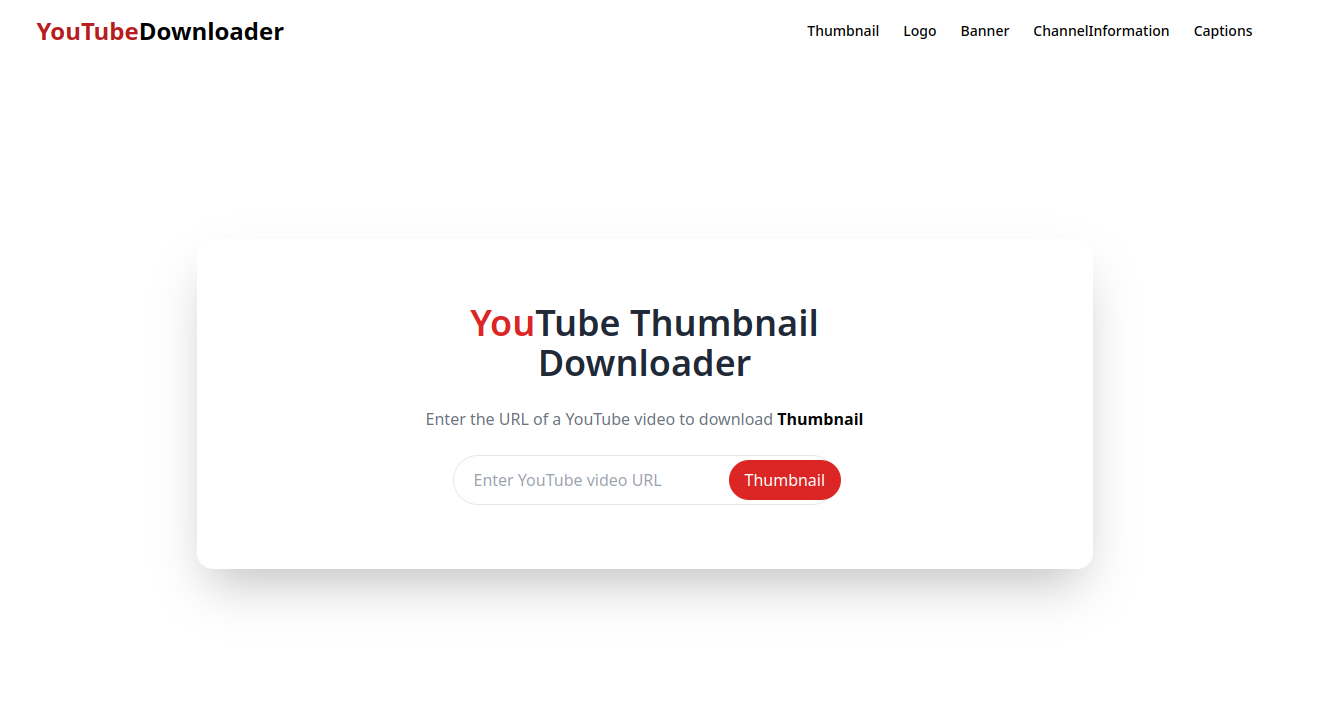 YouTubeDownloader
Thumbnail Logo Banner ChannelInformation Captions
YouTube Thumbnail
Downloader
Enter the URL of a YouTube video to download Thumbnail
Enter YouTube video URL Thumbnail